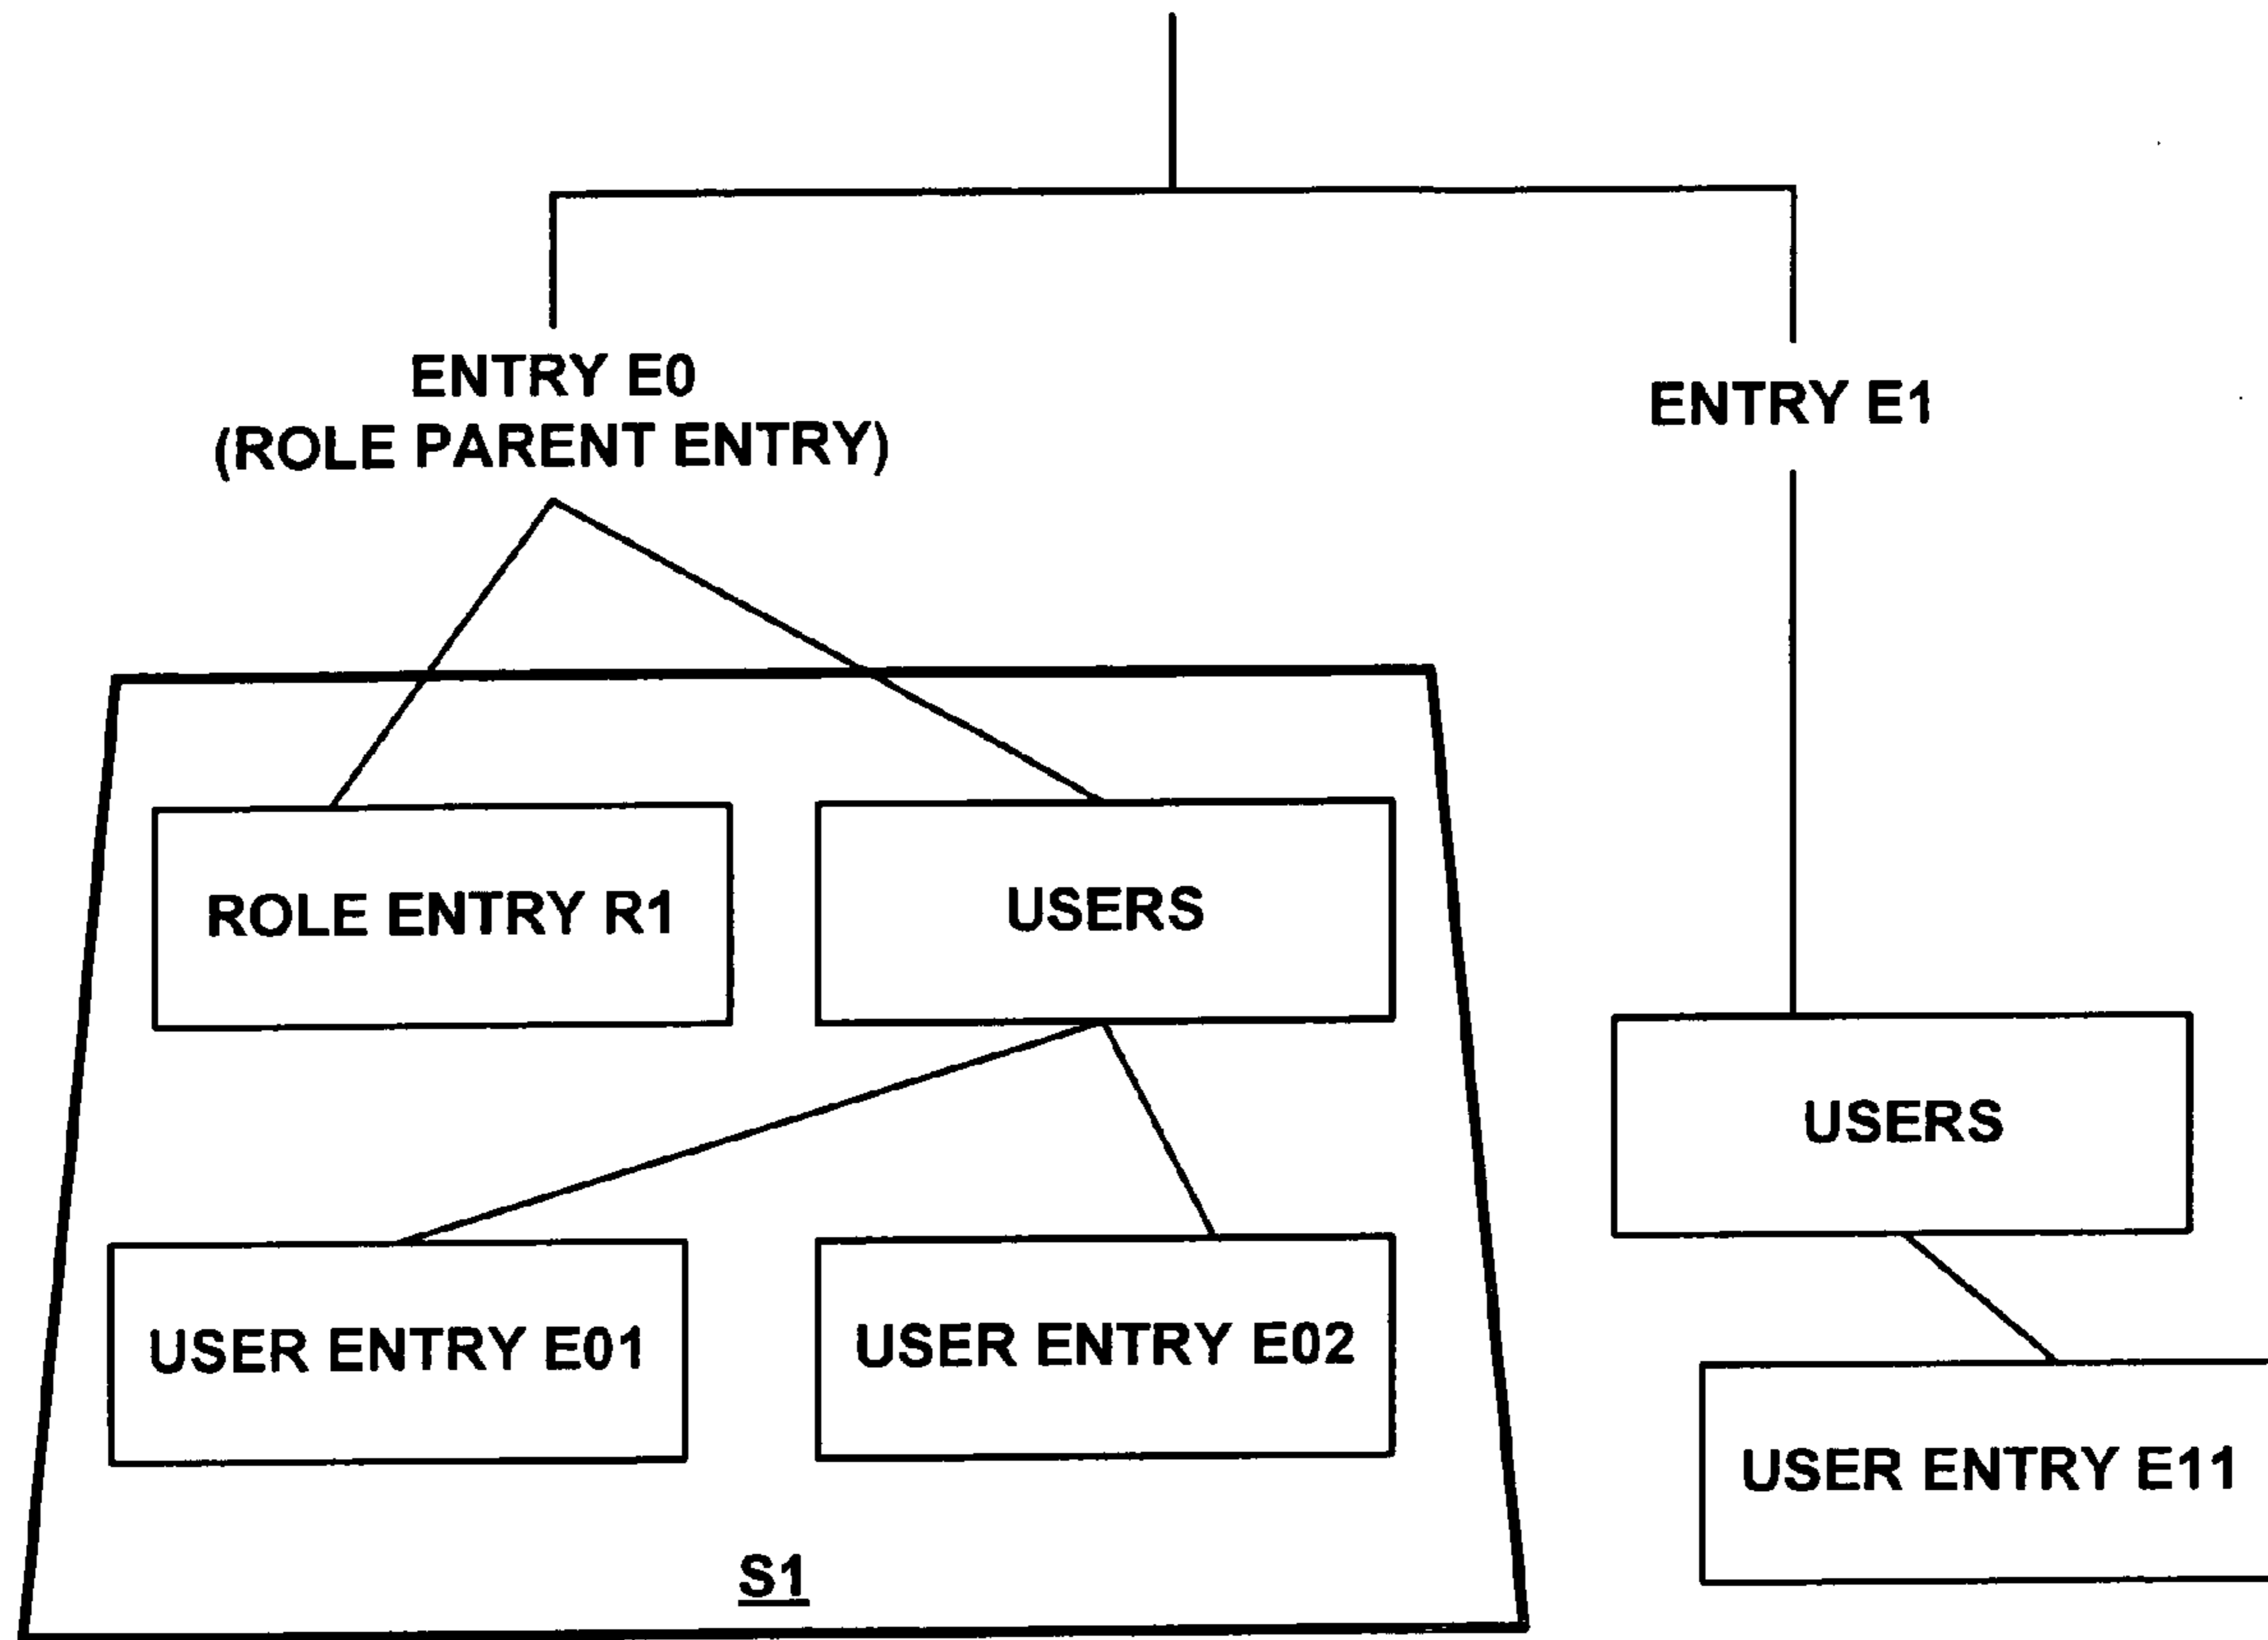 ENTRY E0
(ROLE PARENT ENTRY)
ENTRY E1
ROLE ENTRY R1
USERS
USERS
USER ENTRY E01
USER ENTRY E02
USER ENTRY E11
S1